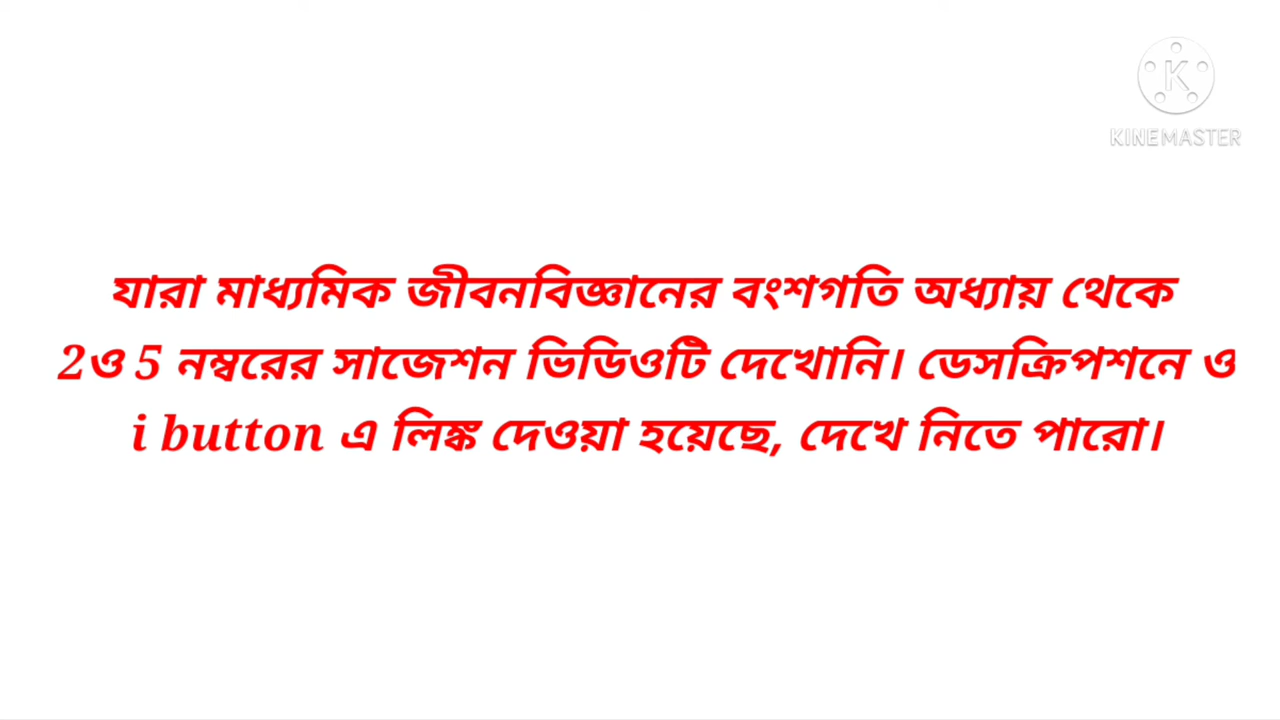 KINEMASTER
যারা মাধ্যমিক জীবনবিজ্ঞানের বংশগতি অধ্যায় থেকে
2ও 5 নম্বরের সাজেশন ভিডিওটি দেখোনি। ডেসক্রিপশনে ও
i button এ লিঙ্ক দেওয়া হয়েছে, দেখে নিতে পারো।